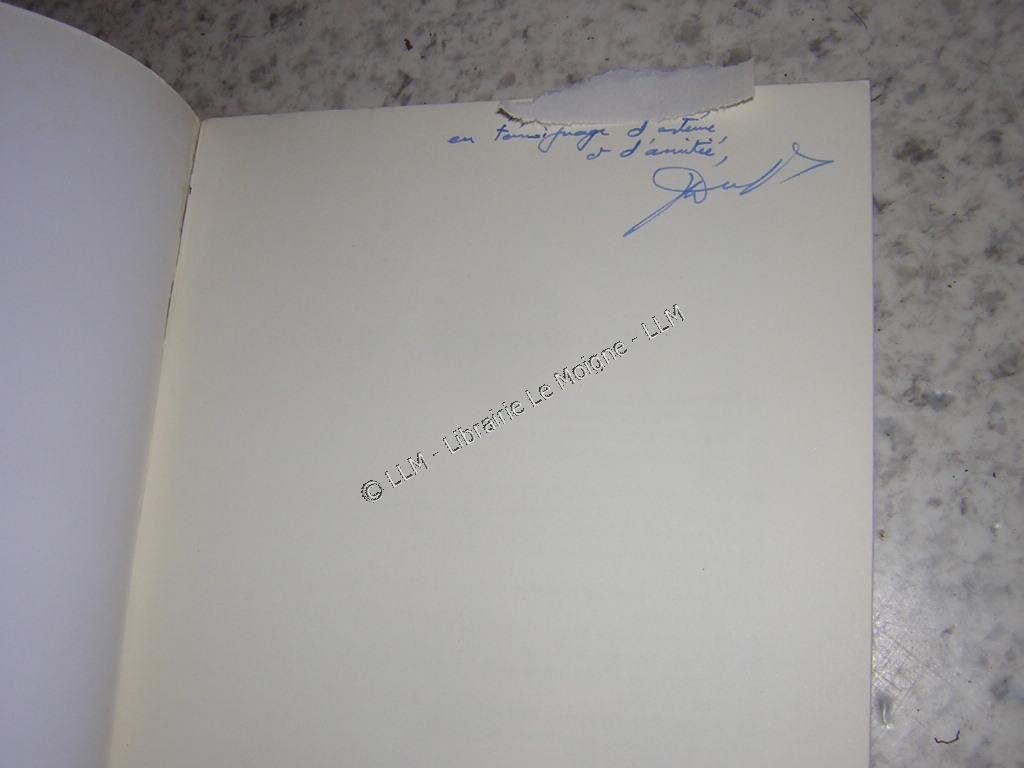 en témoignage d'estime,
et d'amitié,
© LLM - Librairie Le Moigne - LLM